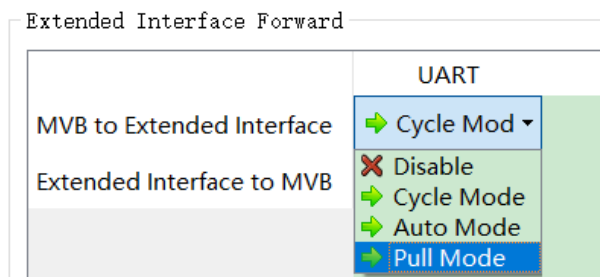 Extended Interface Forward
UART
MVB to Extended Interface
Cycle Mod
Extended Interface to MVB
Disable
Cycle Mode
Auto Mode
Pull Mode